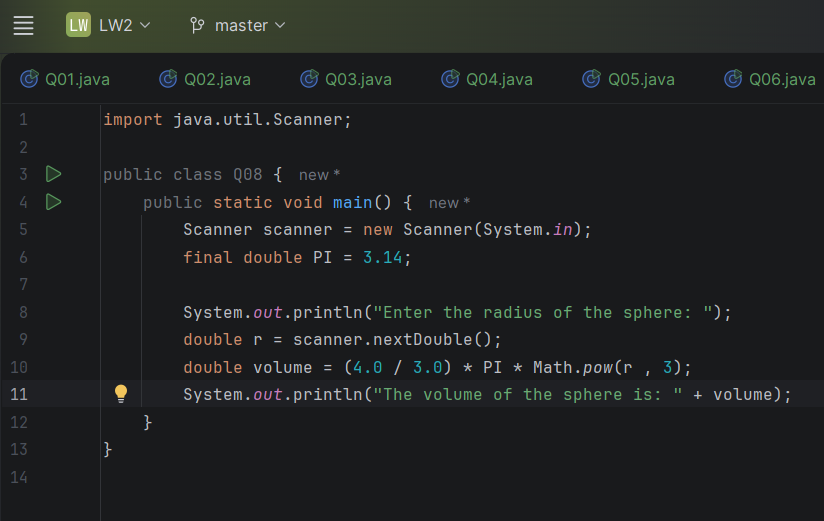 LW LW2 master
Q01.java Q02.java Q03.java Q04.java Q05.java Q06.java
1 import java.util.Scanner;
2
3 public class Q08 { new *
4 public static void main() { new *
5 Scanner scanner = new Scanner(System.in);
6 final double PI = 3.14;
7
8 System.out.println("Enter the radius of the sphere: ");
9 double r = scanner.nextDouble();
10 double volume = (4.0 / 3.0) * PI * Math.pow(r , 3);
11 System.out.println("The volume of the sphere is: " + volume);
12 }
13 }
14